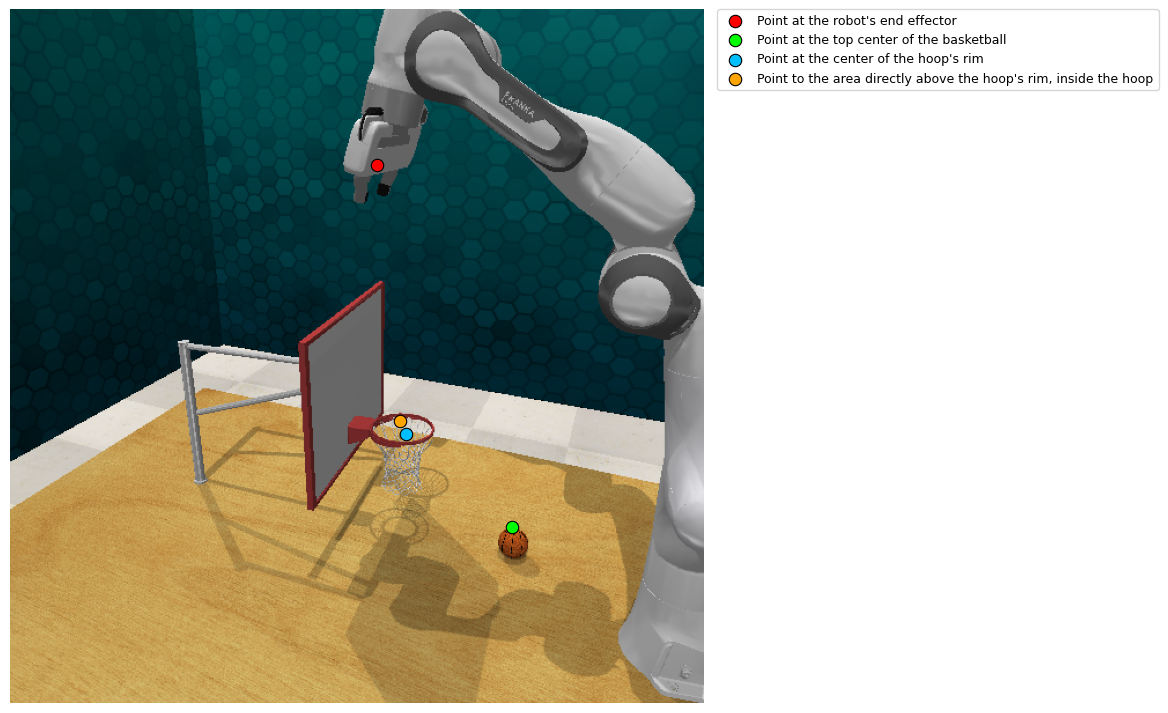 Point at the robot's end effector
Point at the top center of the basketball
Point at the center of the hoop's rim
Point to the area directly above the hoop's rim, inside the hoop
FRANKA